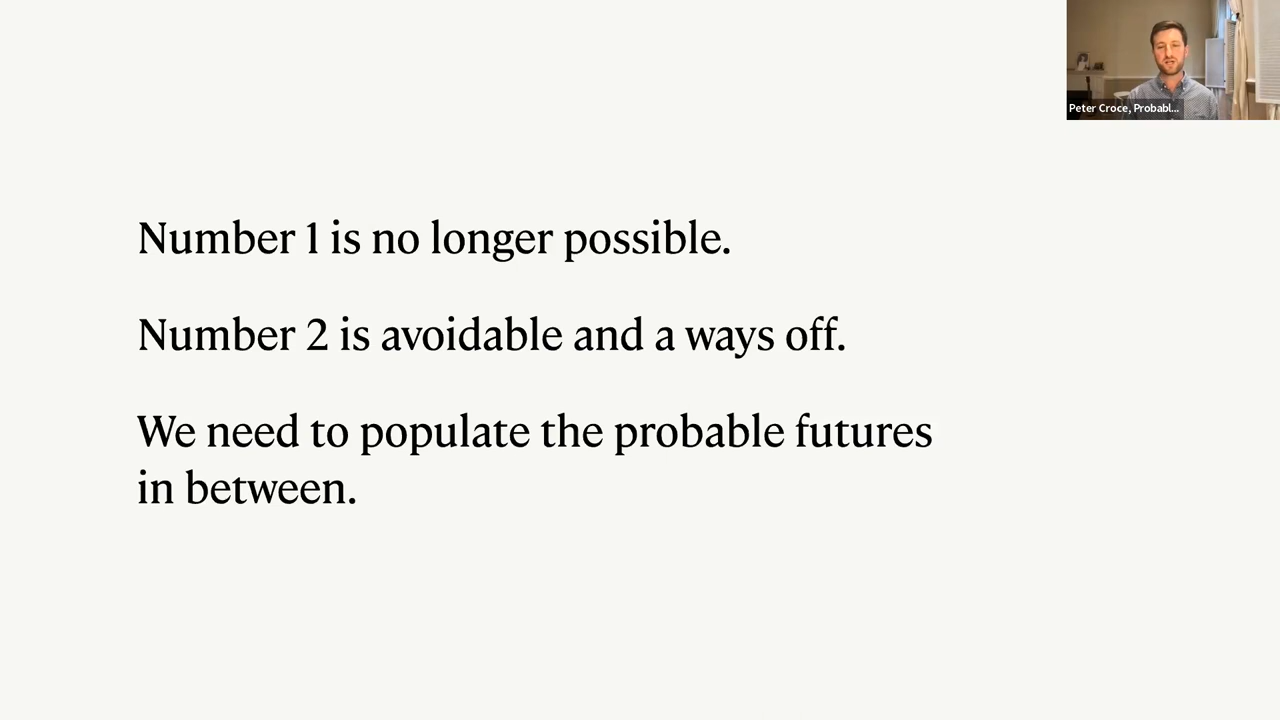 Peter Croce, Probabl...
Number 1 is no longer possible.
Number 2 is avoidable and a ways off.
We need to populate the probable futures
in between.